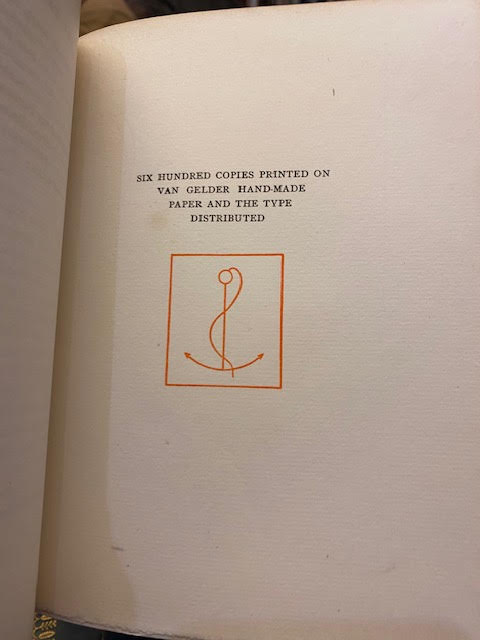 SIX HUNDRED COPIES PRINTED ON
VAN GELDER HAND-MADE
PAPER AND THE TYPE
DISTRIBUTED